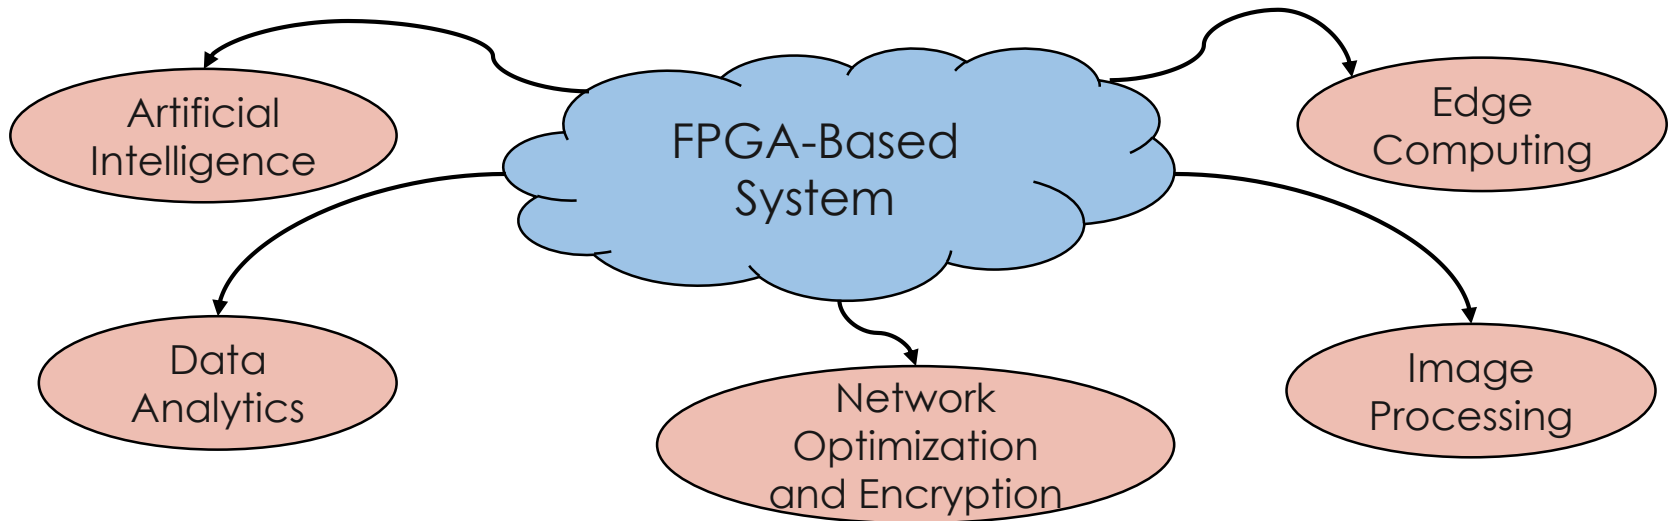 Artificial
Intelligence
FPGA-Based
System
Edge
Computing
Data
Analytics
Network
Optimization
and Encryption
Image
Processing